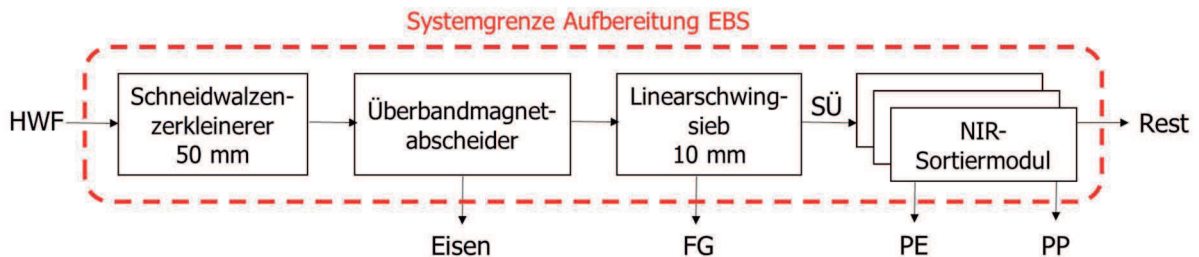 Systemgrenze Aufbereitung EBS
HWF
Schneidwalzen-
zerkleinerer
50 mm
Überbandmagnet-
abscheider
Linearschwing-
sieb
10 mm
SÜ
NIR-
Sortiermodul
Rest
Eisen
FG
PE
PP